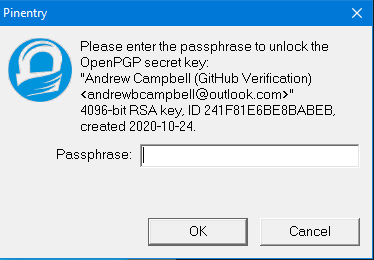 Pinentry
Please enter the passphrase to unlock the
OpenPGP secret key:
"Andrew Campbell (GitHub Verification)
<andrewbcampbell@outlook.com>"
4096-bit RSA key, ID 241F81E6BE8BABEB,
created 2020-10-24.
Passphrase:
OK
Cancel